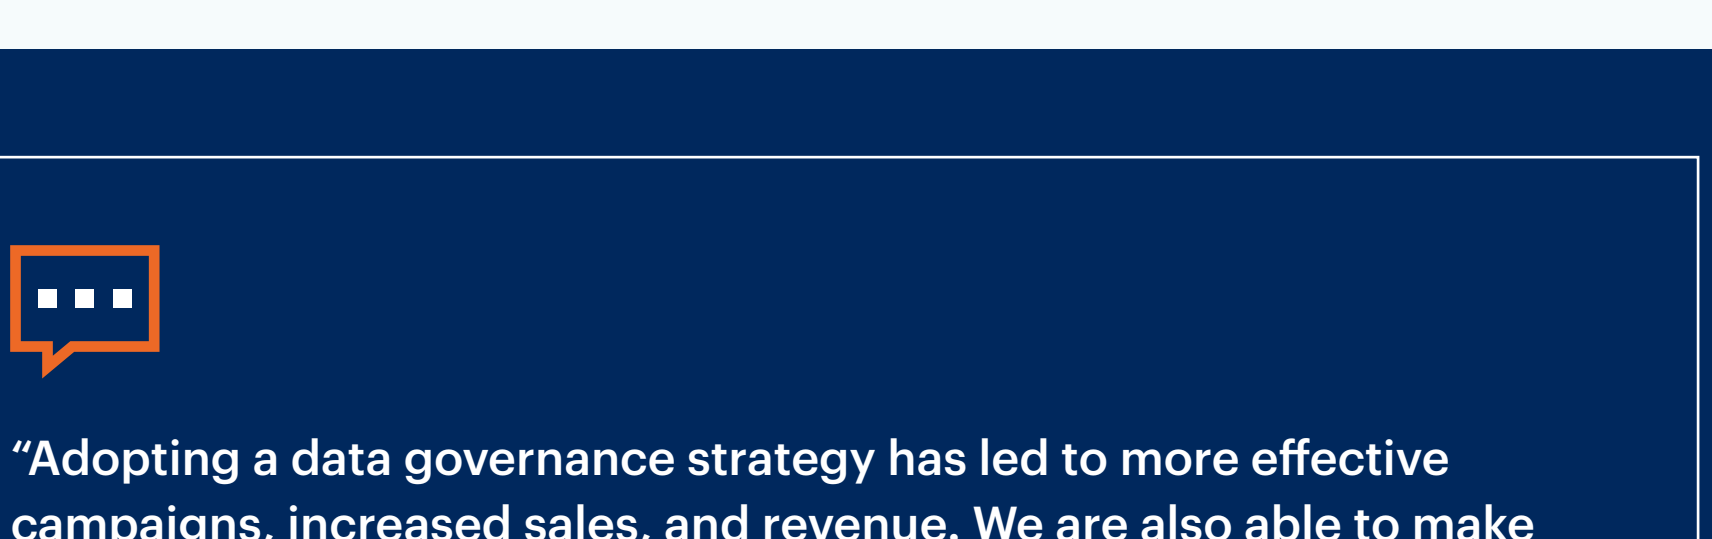 “Adopting a data governance strategy has led to more effective
campaigns, increased sales, and revenue. We are also able to make